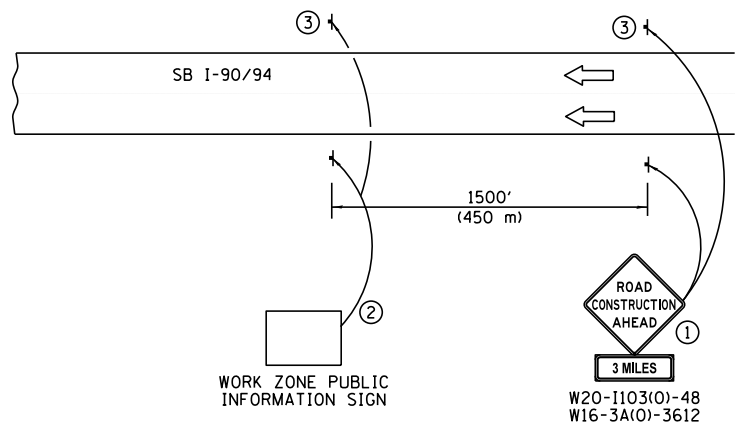 ③
③
SB I-90/94
1500'
(450 m)
②
ROAD
CONSTRUCTION
AHEAD
①
3 MILES
WORK ZONE PUBLIC
INFORMATION SIGN
W20-I103(O)-48
W16-3A(O)-3612